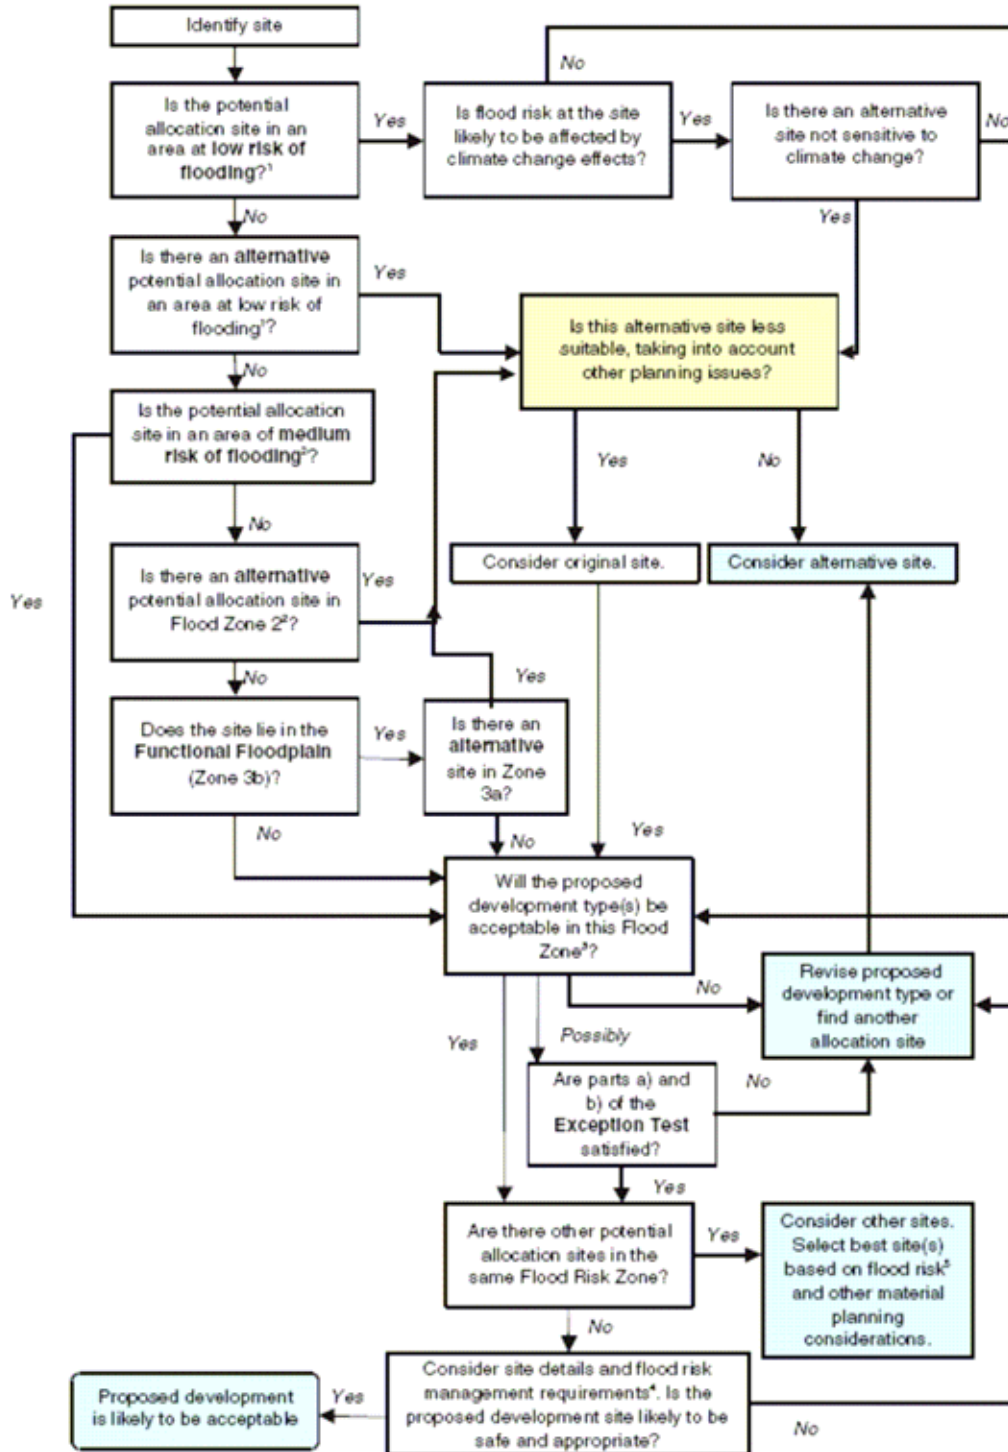 Identify site
No
Is the potential
allocation site in an
area at low risk of
flooding?¹
Yes
Is flood risk at the site
likely to be affected by
climate change effects?
Yes
Is there an alternative
site not sensitive to
climate change?
No
No
Yes
Is there an alternative
potential allocation site in
an area at low risk of
flooding¹?
Yes
Is this alternative site less
suitable, taking into account
other planning issues?
No
Is the potential allocation
site in an area of medium
risk of flooding²?
Yes
No
No
Consider original site.
Consider alternative site.
Is there an alternative
potential allocation site in
Flood Zone 2²?
Yes
Yes
No
Yes
Does the site lie in the
Functional Floodplain
(Zone 3b)?
Yes
Is there an
alternative
site in Zone
3a?
No
No
Yes
Will the proposed
development type(s) be
acceptable in this Flood
Zone³?
No
Revise proposed
development type or
find another
allocation site
Yes
Possibly
Are parts a) and
b) of the
Exception Test
satisfied?
No
Yes
Are there other potential
allocation sites in the
same Flood Risk Zone?
Yes
Consider other sites.
Select best site(s)
based on flood risk⁵
and other material
planning
considerations.
No
Consider site details and flood risk
management requirements⁴. Is the
proposed development site likely to be
safe and appropriate?
Yes
Proposed development
is likely to be acceptable
No